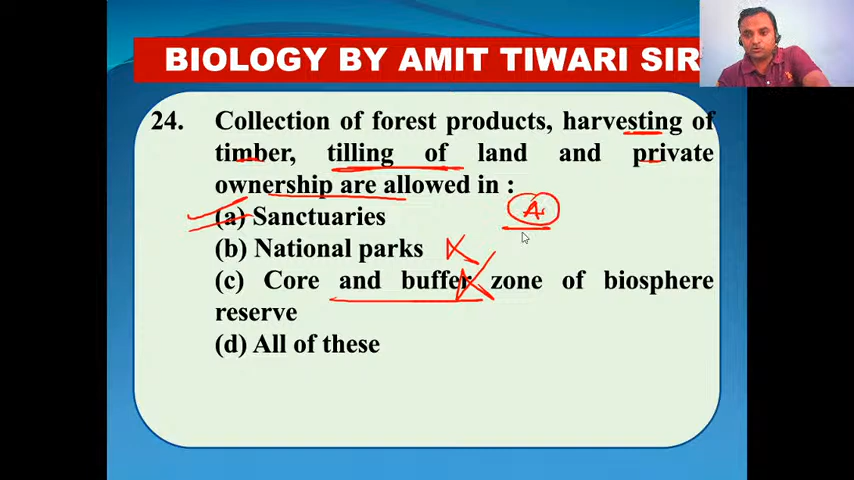 BIOLOGY BY AMIT TIWARI SIR
24. Collection of forest products, harvesting of
timber, tilling of land and private
ownership are allowed in :
(a) Sanctuaries
A
(b) National parks
(c) Core and buffer zone of biosphere
reserve
(d) All of these